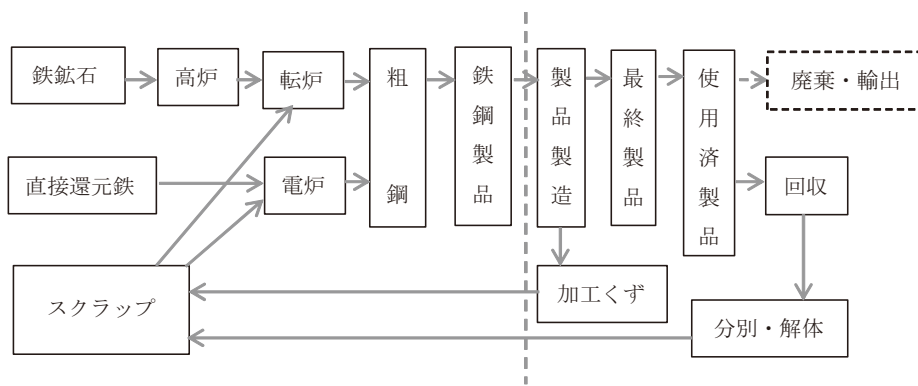 鉄鉱石
高炉
転炉
粗鋼
鉄鋼製品
製品製造
最終製品
使用済製品
廃棄・輸出
直接還元鉄
電炉
回収
スクラップ
加工くず
分別・解体